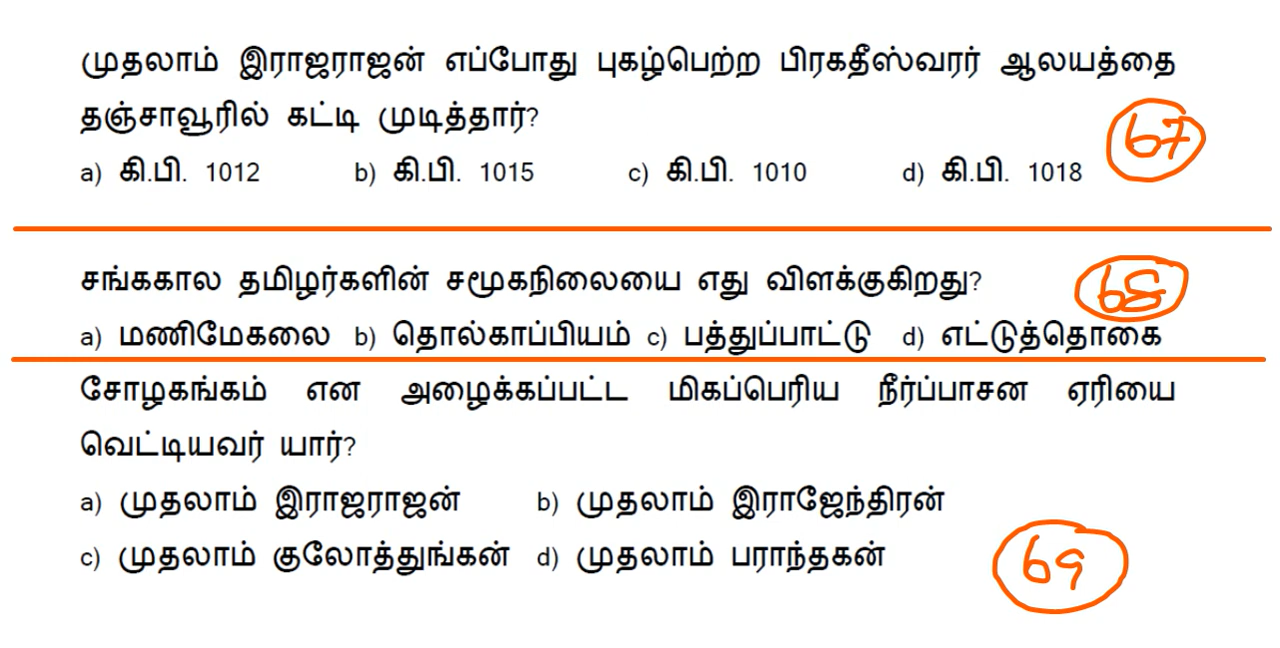 முதலாம் இராஜராஜன் எப்போது புகழ்பெற்ற பிரகதீஸ்வரர் ஆலயத்தை
தஞ்சாவூரில் கட்டி முடித்தார்?
67
a) கி.பி. 1012 b) கி.பி. 1015 c) கி.பி. 1010 d) கி.பி. 1018
சங்ககால தமிழர்களின் சமூகநிலையை எது விளக்குகிறது? 68
a) மணிமேகலை b) தொல்காப்பியம் c) பத்துப்பாட்டு d) எட்டுத்தொகை
சோழகங்கம் என அழைக்கப்பட்ட மிகப்பெரிய நீர்ப்பாசன ஏரியை
வெட்டியவர் யார்?
a) முதலாம் இராஜராஜன் b) முதலாம் இராஜேந்திரன்
c) முதலாம் குலோத்துங்கன் d) முதலாம் பராந்தகன் 69